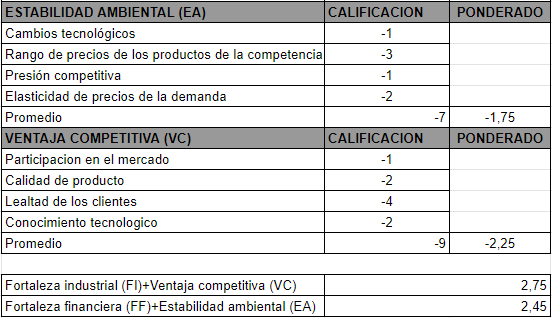 ESTABILIDAD AMBIENTAL (EA) CALIFICACION PONDERADO
Cambios tecnológicos -1
Rango de precios de los productos de la competencia -3
Presión competitiva -1
Elasticidad de precios de la demanda -2
Promedio -7 -1,75
VENTAJA COMPETITIVA (VC) CALIFICACION PONDERADO
Participacion en el mercado -1
Calidad de producto -2
Lealtad de los clientes -4
Conocimiento tecnologico -2
Promedio -9 -2,25
Fortaleza industrial (FI)+Ventaja competitiva (VC) 2,75
Fortaleza financiera (FF)+Estabilidad ambiental (EA) 2,45